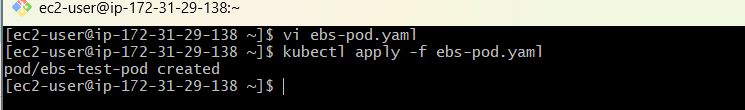 ec2-user@ip-172-31-29-138:~
[ec2-user@ip-172-31-29-138 ~]$ vi ebs-pod.yaml
[ec2-user@ip-172-31-29-138 ~]$ kubectl apply -f ebs-pod.yaml
pod/ebs-test-pod created
[ec2-user@ip-172-31-29-138 ~]$